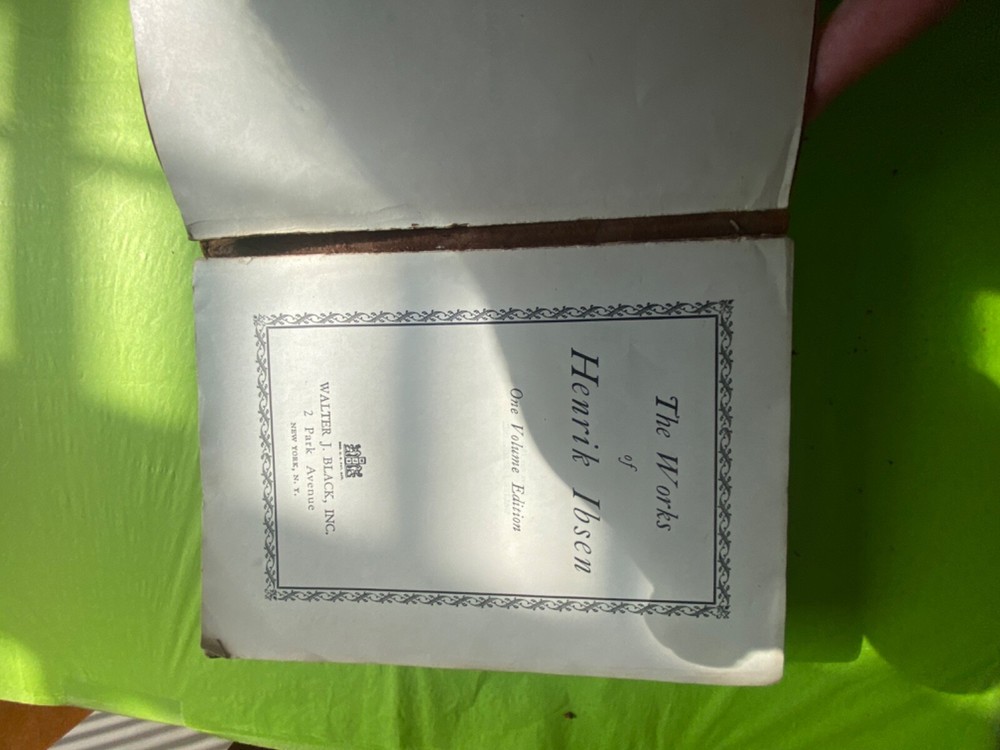 The Works
of
Henrik Ibsen
One Volume Edition
WALTER J. BLACK, INC.
2 Park Avenue
NEW YORK, N. Y.